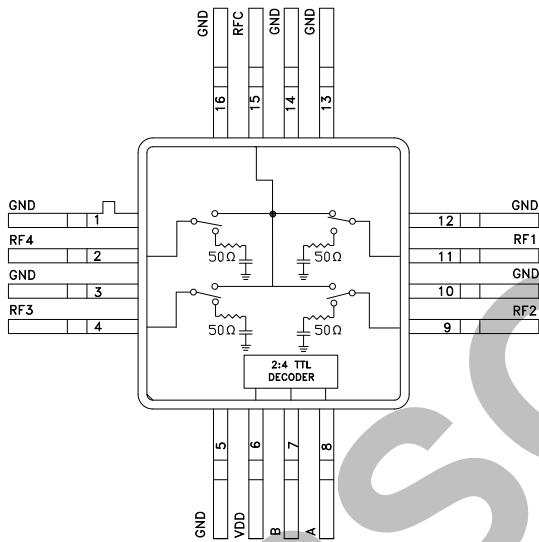 GND
RFC
GND
GND
16
15
14
13
GND
1
RF4
2
GND
3
RF3
4
GND
12
RF1
11
GND
10
RF2
9
50Ω
50Ω
50Ω
50Ω
2:4 TTL
DECODER
5
6
7
8
GND
VDD
B
A